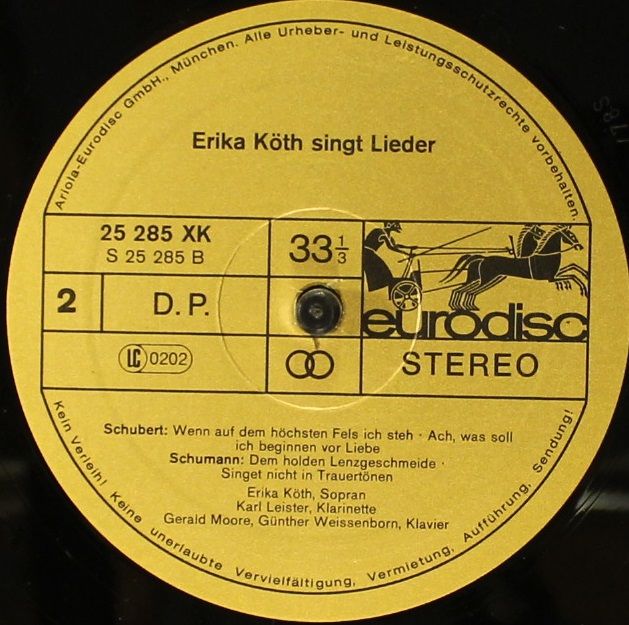 Ariola-Eurodisc GmbH., München. Alle Urheber- und Leistungsschutzrechte vorbehalten.
Erika Köth singt Lieder
25 285 XK
S 25 285 B
33 1/3
2
D.P.
eurodisc
LC 0202
STEREO
Schubert: Wenn auf dem höchsten Fels ich steh · Ach, was soll
ich beginnen vor Liebe
Schumann: Dem holden Lenzgeschmeide ·
Singet nicht in Trauertönen
Erika Köth, Sopran
Karl Leister, Klarinette
Gerald Moore, Günther Weissenborn, Klavier
Kein Verleih! Keine unerlaubte Vervielfältigung, Vermietung, Aufführung, Sendung!